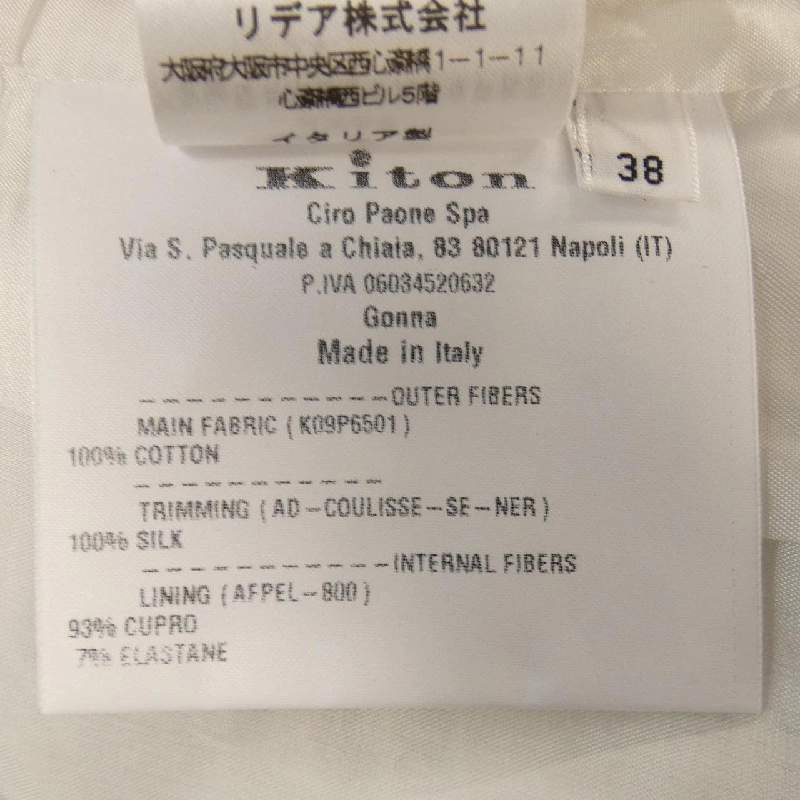 リデア株式会社
大阪府大阪市中央区西心斎橋1-1-11
心斎橋西ビル5階
イタリア製
Kiton
38
Ciro Paone Spa
Via S. Pasquale a Chiaia, 83 80121 Napoli (IT)
P.IVA 06034520632
Gonna
Made in Italy
-----------OUTER FIBERS
MAIN FABRIC (K09P6501)
100% COTTON
-----------
TRIMMING (AD-COULISSE-SE-NER)
100% SILK
-----------INTERNAL FIBERS
LINING (AFPEL-800)
93% CUPRO
7% ELASTANE